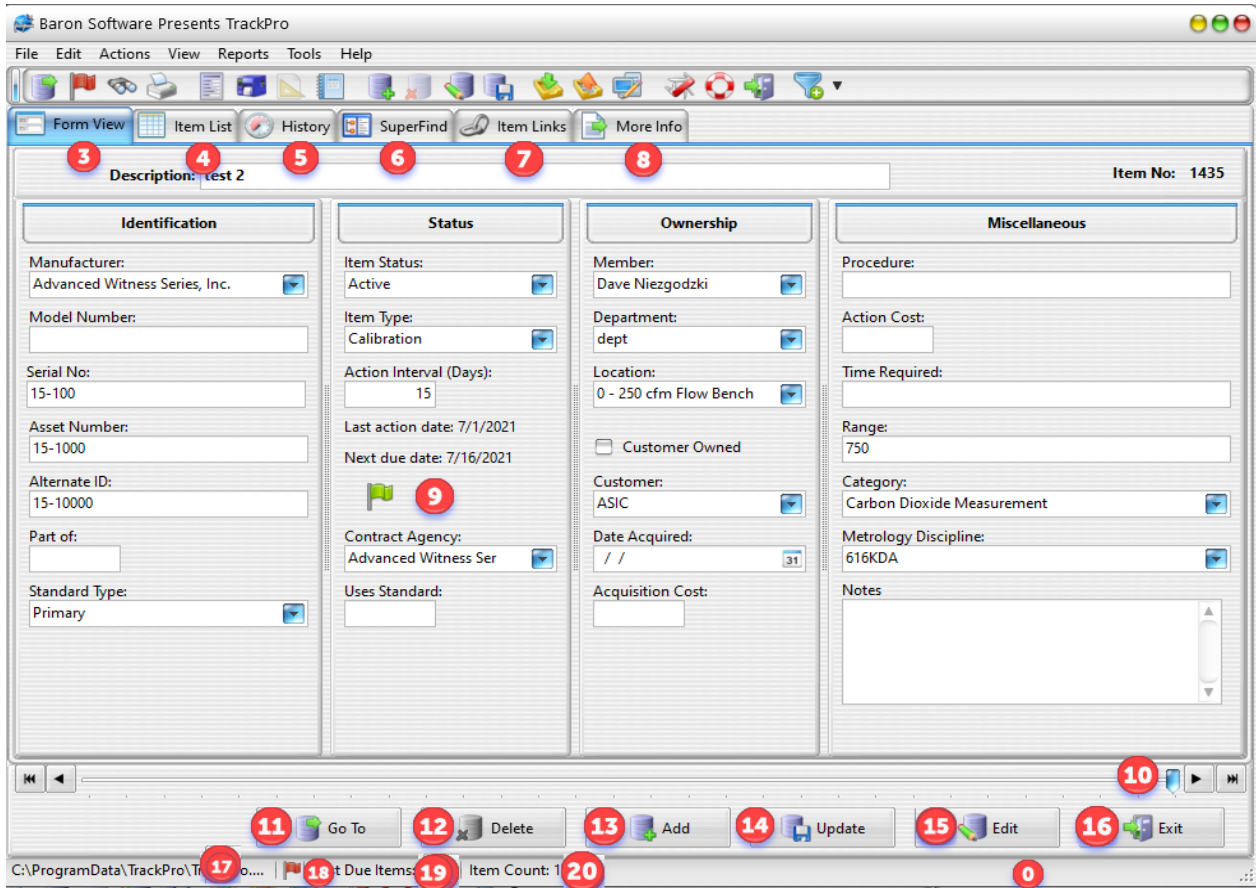 Baron Software Presents TrackPro
File Edit Actions View Reports Tools Help
Form View Item List History SuperFind Item Links More Info
3 4 5 6 7 8
Description: test 2 Item No: 1435
Identification Status Ownership Miscellaneous
Manufacturer: Item Status: Member: Procedure:
Advanced Witness Series, Inc. Active Dave Niezgodzki
Model Number: Item Type: Department: Action Cost:
Calibration dept
Serial No: Action Interval (Days): Location: Time Required:
15-100 15 0 - 250 cfm Flow Bench
Asset Number: Last action date: 7/1/2021 Range:
15-1000 Customer Owned 750
Next due date: 7/16/2021
Alternate ID: Customer: Category:
15-10000 9 ASIC Carbon Dioxide Measurement
Part of: Contract Agency: Date Acquired: Metrology Discipline:
Advanced Witness Ser / / 31 616KDA
Standard Type: Uses Standard: Acquisition Cost: Notes
Primary
10
11 Go To 12 Delete 13 Add 14 Update 15 Edit 16 Exit
C:\ProgramData\TrackPro\ 17 18 Due Items: 19 Item Count: 20 0